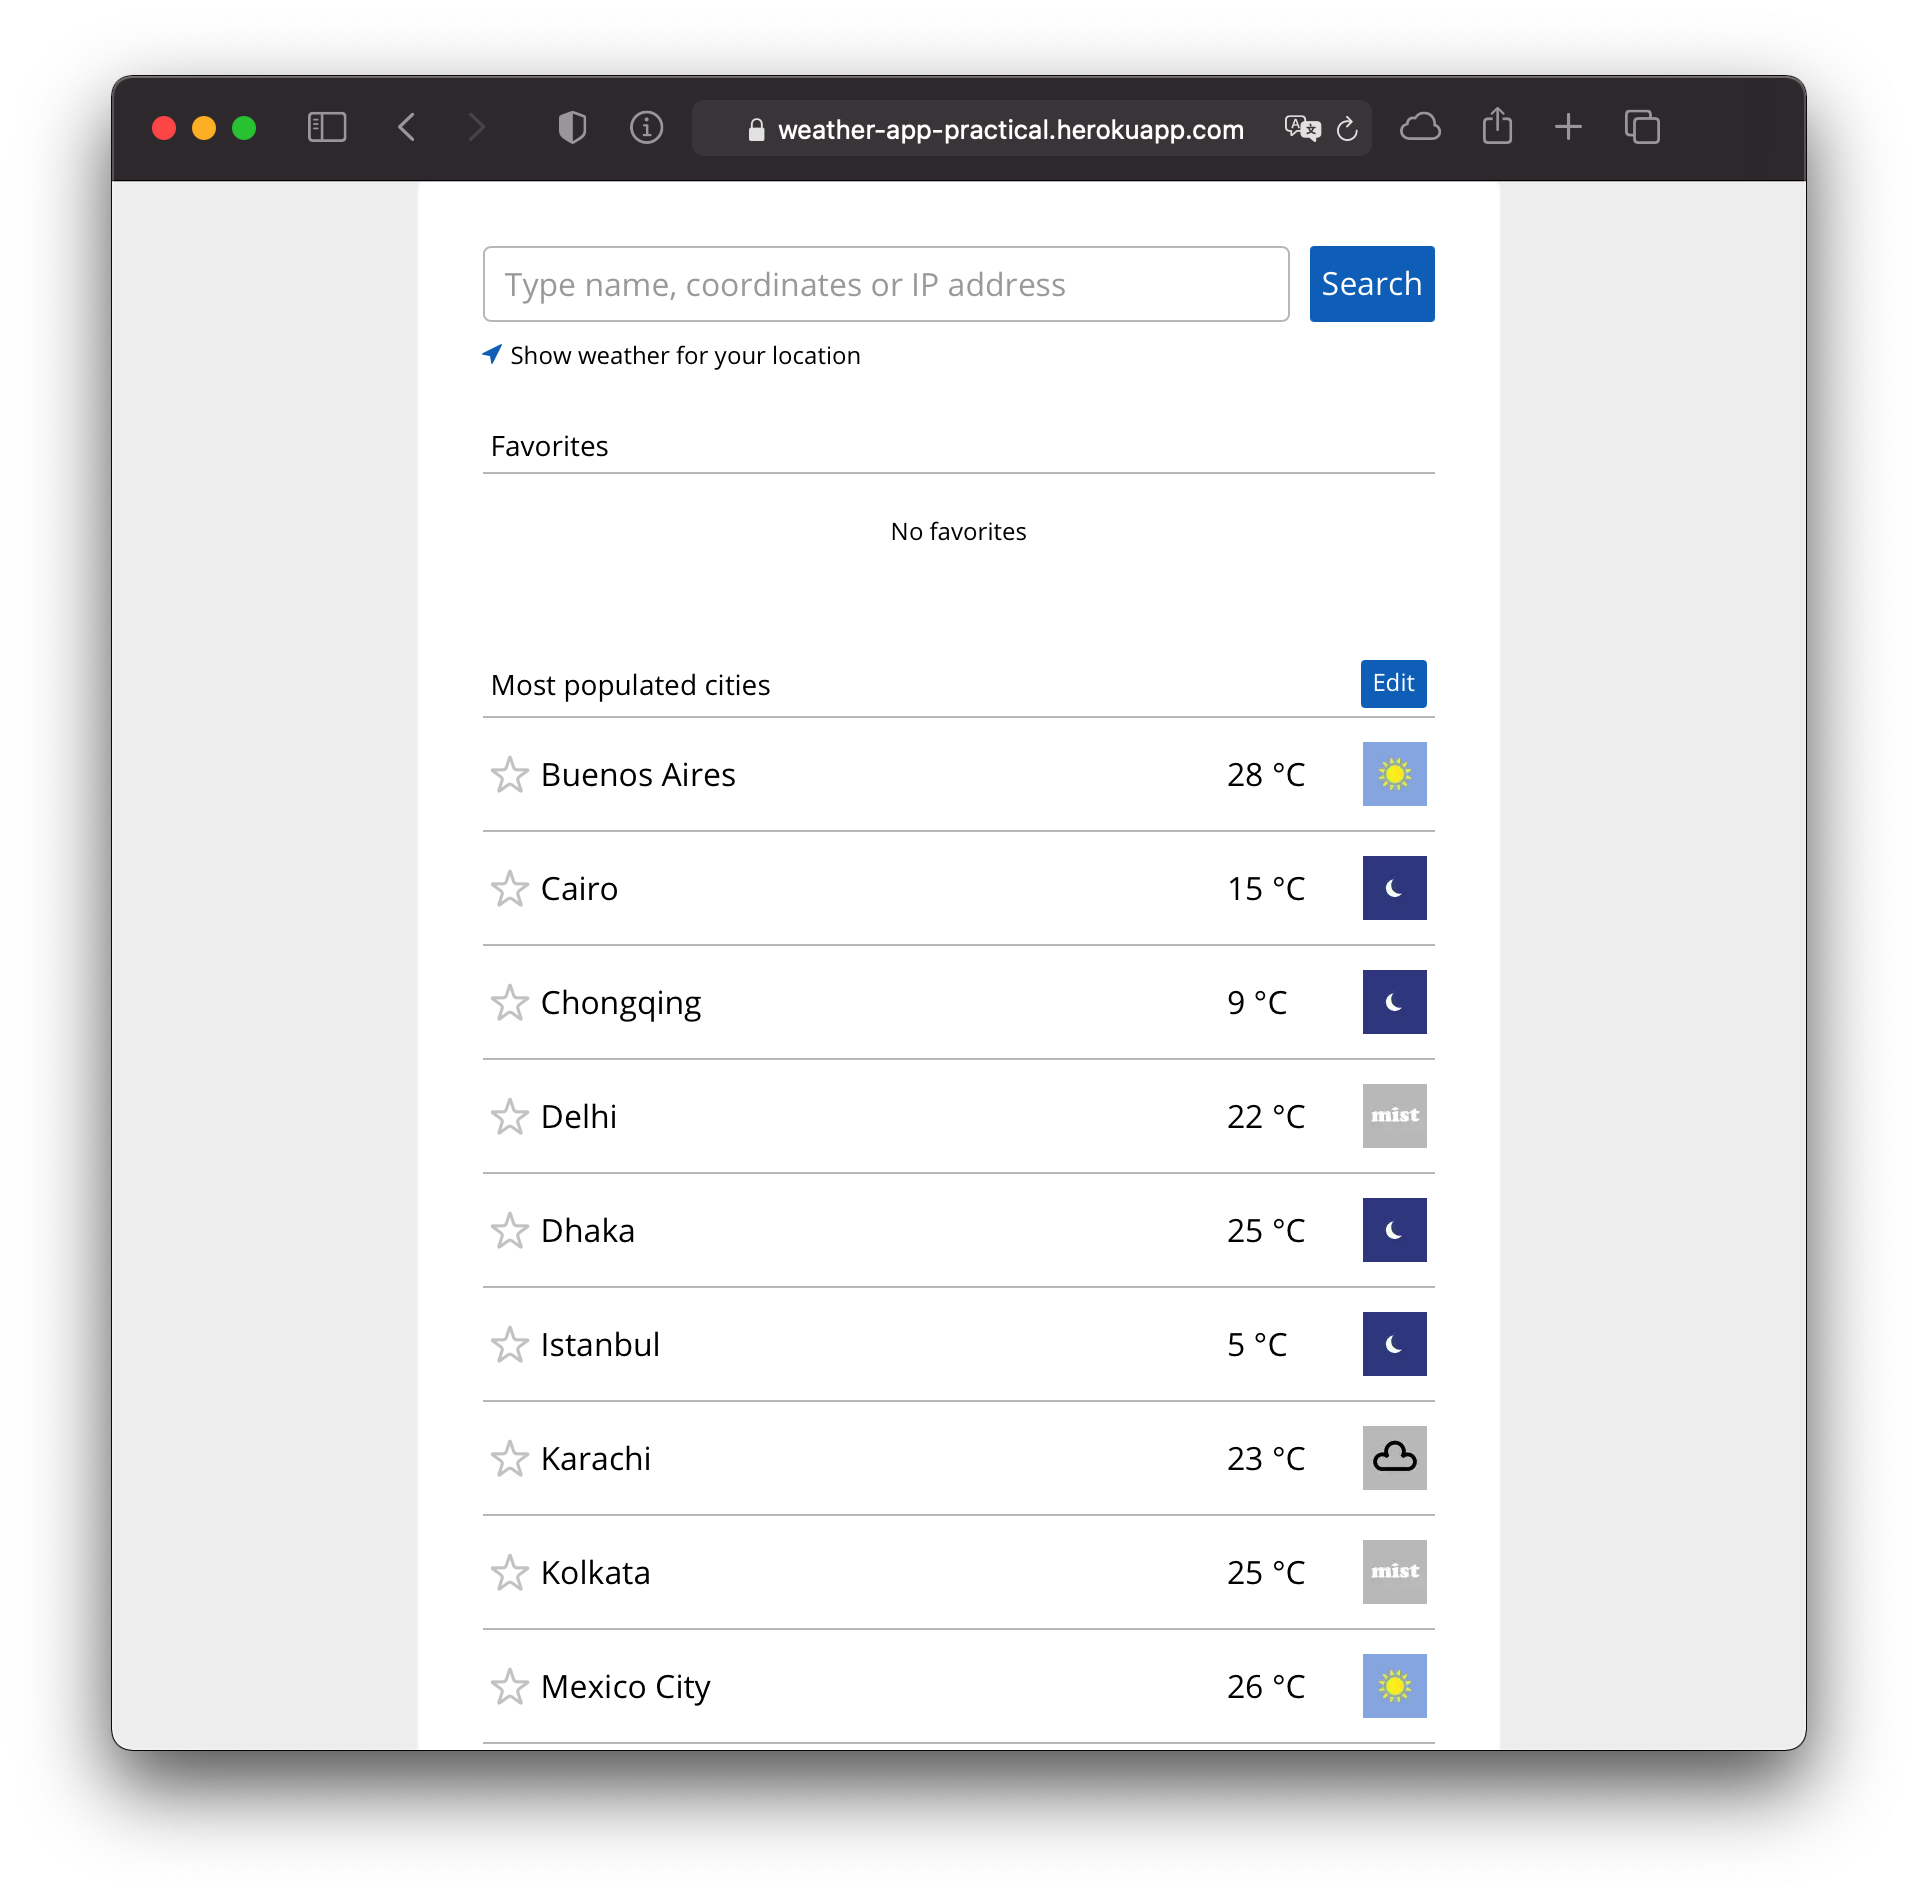 weather-app-practical.herokuapp.com
Type name, coordinates or IP address
Search
Show weather for your location
Favorites
No favorites
Most populated cities
Edit
Buenos Aires 28 °C
Cairo 15 °C
Chongqing 9 °C
Delhi 22 °C mist
Dhaka 25 °C
Istanbul 5 °C
Karachi 23 °C
Kolkata 25 °C mist
Mexico City 26 °C